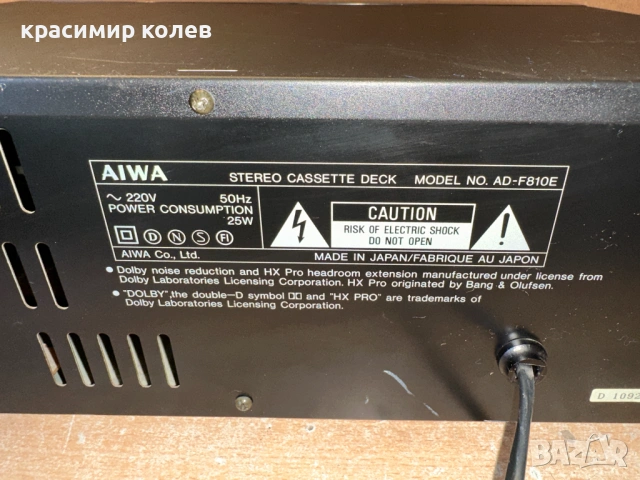 красимир колев
AIWA STEREO CASSETTE DECK MODEL NO. AD-F810E
~ 220V 50Hz
POWER CONSUMPTION
25W
D N S FI
AIWA Co., Ltd.
CAUTION
RISK OF ELECTRIC SHOCK
DO NOT OPEN
MADE IN JAPAN/FABRIQUE AU JAPON
• Dolby noise reduction and HX Pro headroom extension manufactured under license from
Dolby Laboratories Licensing Corporation. HX Pro originated by Bang & Olufsen.
• "DOLBY", the double-D symbol and "HX PRO" are trademarks of
Dolby Laboratories Licensing Corporation.
D 1092
BAZAR